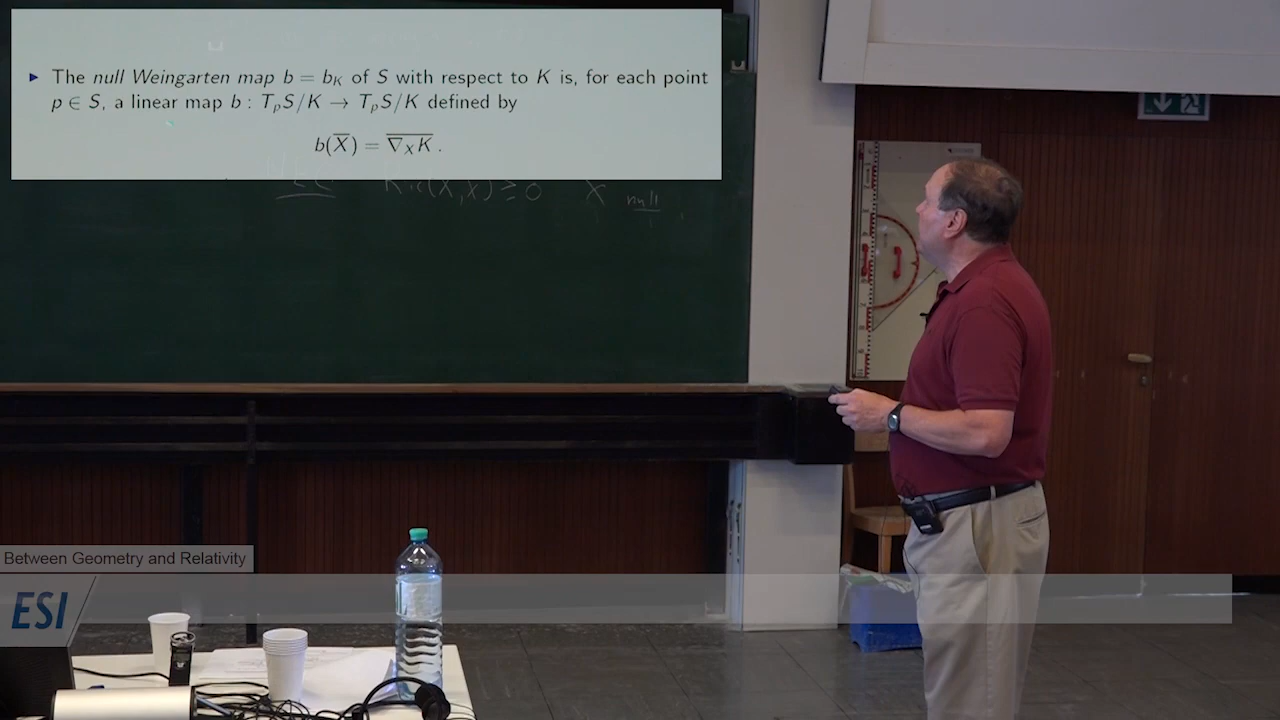 ▶ The null Weingarten map b = b_K of S with respect to K is, for each point
p ∈ S, a linear map b : T_pS/K → T_pS/K defined by
b(X̅) = \overline{∇_X K} .
Ric(X,X) ≥ 0 X null
Between Geometry and Relativity
ESI